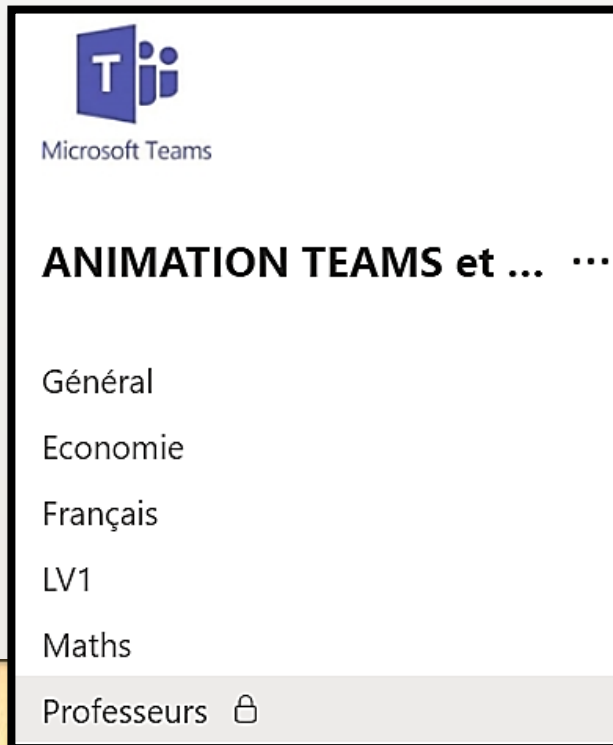 T
Microsoft Teams
ANIMATION TEAMS et ... ...
Général
Economie
Français
LV1
Maths
Professeurs